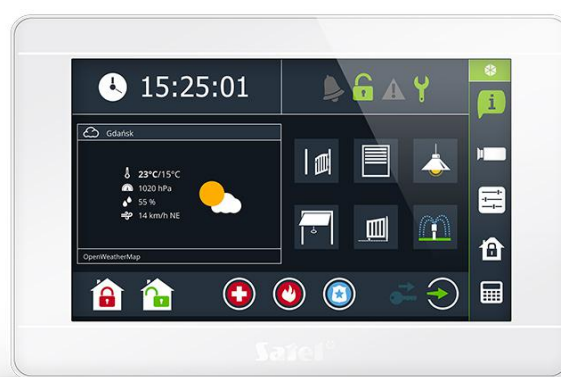 15:25:01
Gdańsk
23°C/15°C
1020 hPa
55 %
14 km/h NE
OpenWeatherMap
i
Satel®